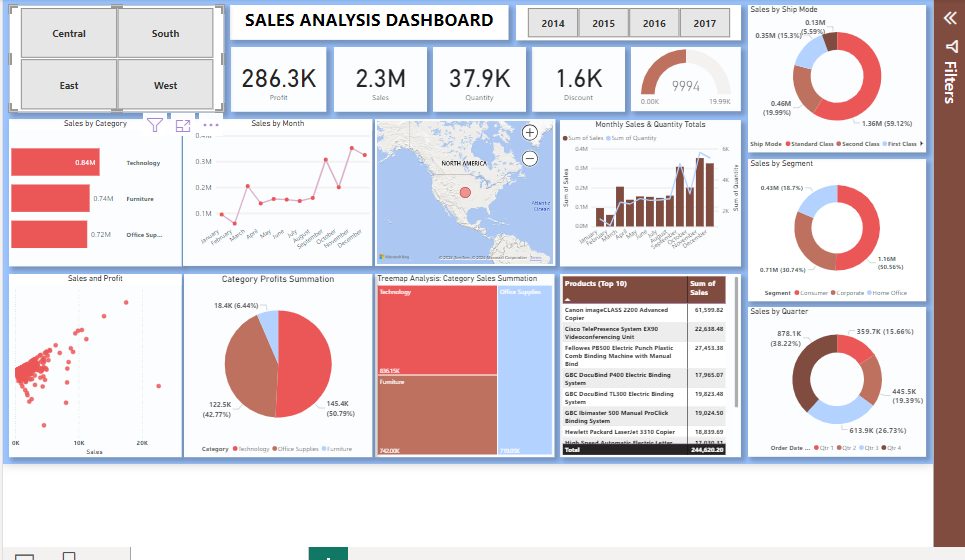 Central
South
East
West
SALES ANALYSIS DASHBOARD
2014
2015
2016
2017
286.3K
Profit
2.3M
Sales
37.9K
Quantity
1.6K
Discount
9994
0.00K
19.99K
Sales by Ship Mode
0.13M
(5.59%)
0.35M (15.3%)
0.46M
(19.99%)
1.36M (59.12%)
Ship Mode
Standard Class
Second Class
First Class
Filters
Sales by Category
0.84M
Technology
0.74M
Furniture
0.72M
Office Sup...
Sales by Month
0.3M
0.2M
0.1M
January
February
March
April
May
June
July
August
September
October
November
December
NORTH AMERICA
Atlantic
Ocean
Microsoft Bing
Monthly Sales & Quantity Totals
Sum of Sales
Sum of Quantity
Sum of Sales
0.4M
0.3M
0.2M
0.1M
0.0M
6K
4K
2K
Sum of Quantity
January
February
March
April
May
June
July
August
September
October
November
December
Sales by Segment
0.43M (18.7%)
1.16M
(50.56%)
0.71M (30.74%)
Segment
Consumer
Corporate
Home Office
Sales and Profit
0K
10K
20K
Sales
Category Profits Summation
18.4K (6.44%)
122.5K
(42.77%)
145.4K
(50.79%)
Category
Technology
Office Supplies
Furniture
Treemap Analysis: Category Sales Summation
Technology
836.15K
Furniture
742.00K
Office Supplies
719.05K
Products (Top 10)
Sum of
Sales
Canon imageCLASS 2200 Advanced
Copier
61,599.82
Cisco TelePresence System EX90
Videoconferencing Unit
22,638.48
Fellowes PB500 Electric Punch Plastic
Comb Binding Machine with Manual
Bind
27,453.38
GBC DocuBind P400 Electric Binding
System
17,965.07
GBC DocuBind TL300 Electric Binding
System
19,823.48
GBC Ibimaster 500 Manual ProClick
Binding System
19,024.50
Hewlett Packard LaserJet 3310 Copier
18,839.69
High Speed Automatic Electric Letter
17,030.31
Total
244,620.20
Sales by Quarter
878.1K
(38.22%)
359.7K (15.66%)
445.5K
(19.39%)
613.9K (26.73%)
Order Date ...
Qtr 1
Qtr 2
Qtr 3
Qtr 4